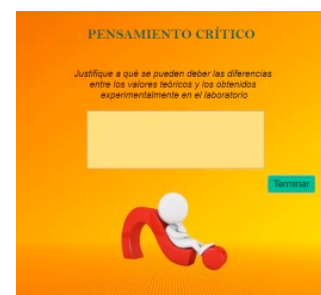 PENSAMIENTO CRÍTICO
Justifique a qué se pueden deber las diferencias
entre los valores teóricos y los obtenidos
experimentalmente en el laboratorio
Terminar